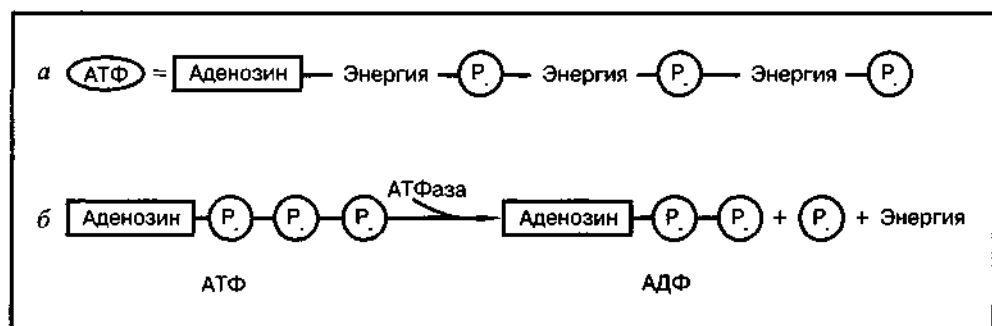 а АТФ = Аденозин — Энергия — P — Энергия — P — Энергия — P
АТФаза
б Аденозин — P — P — P → Аденозин — P — P + P + Энергия
АТФ АДФ